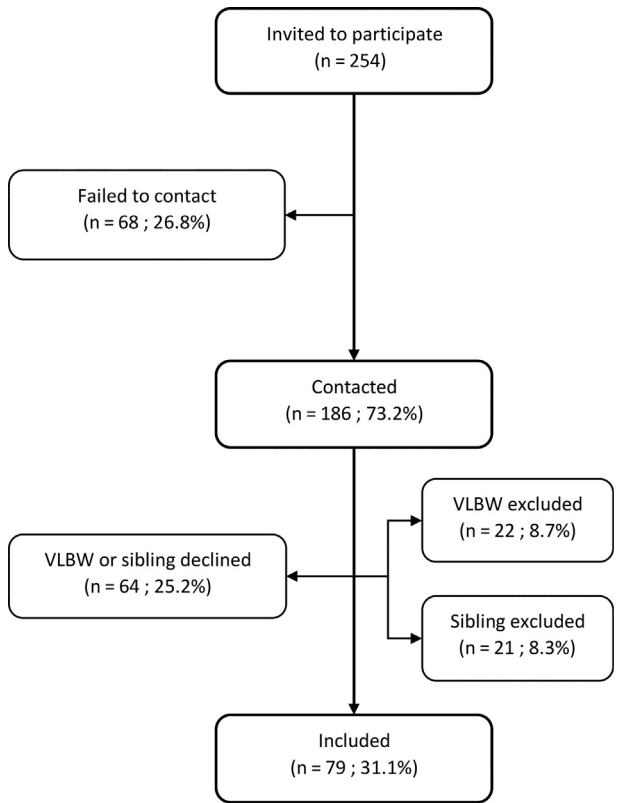 Invited to participate
(n = 254)
Failed to contact
(n = 68 ; 26.8%)
Contacted
(n = 186 ; 73.2%)
VLBW excluded
(n = 22 ; 8.7%)
VLBW or sibling declined
(n = 64 ; 25.2%)
Sibling excluded
(n = 21 ; 8.3%)
Included
(n = 79 ; 31.1%)